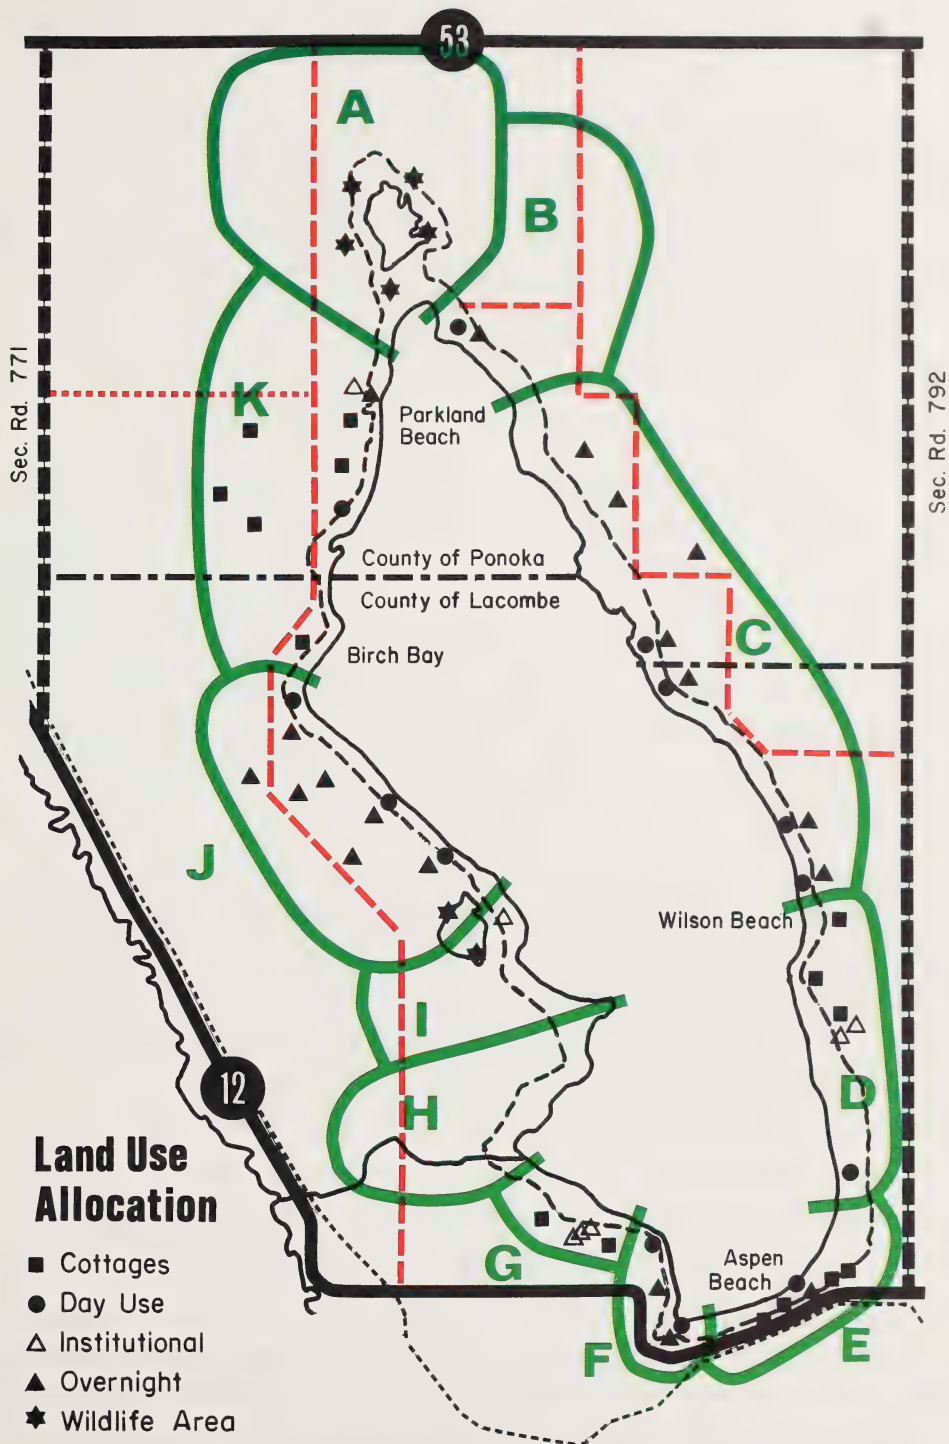 53
A
B
Sec. Rd. 771
K
Sec. Rd. 792
Parkland
Beach
County of Ponoka
County of Lacombe
C
Birch Bay
J
Wilson Beach
I
12
H
D
Land Use
Allocation
Cottages
Day Use
Institutional
Overnight
Wildlife Area
G
Aspen
Beach
F
E